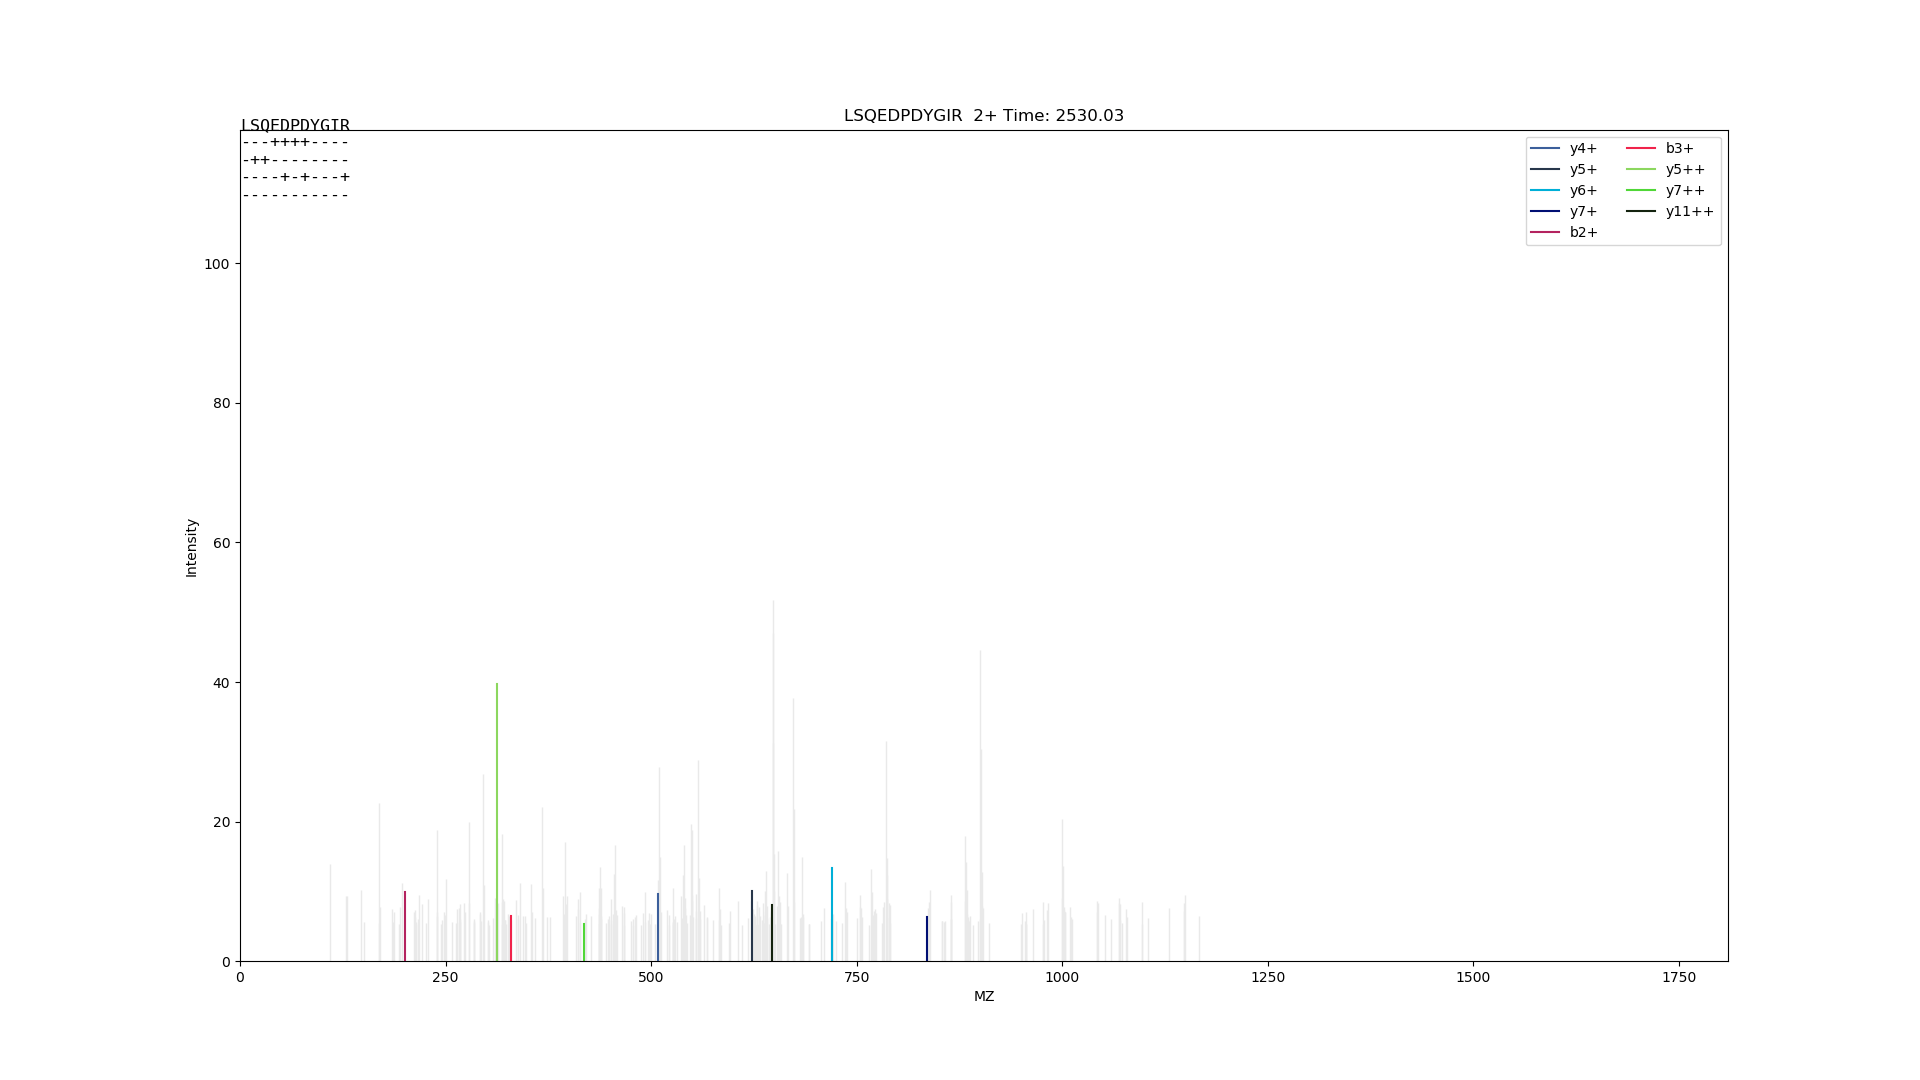 LSQEDPDYGIR 2+ Time: 2530.03
LSQEDPDYGIR
---++++----
-++--------
----+-+---+
-----------
y4+
y5+
y6+
y7+
b2+
b3+
y5++
y7++
y11++
Intensity
100
80
60
40
20
0
0 250 500 750 1000 1250 1500 1750
MZ